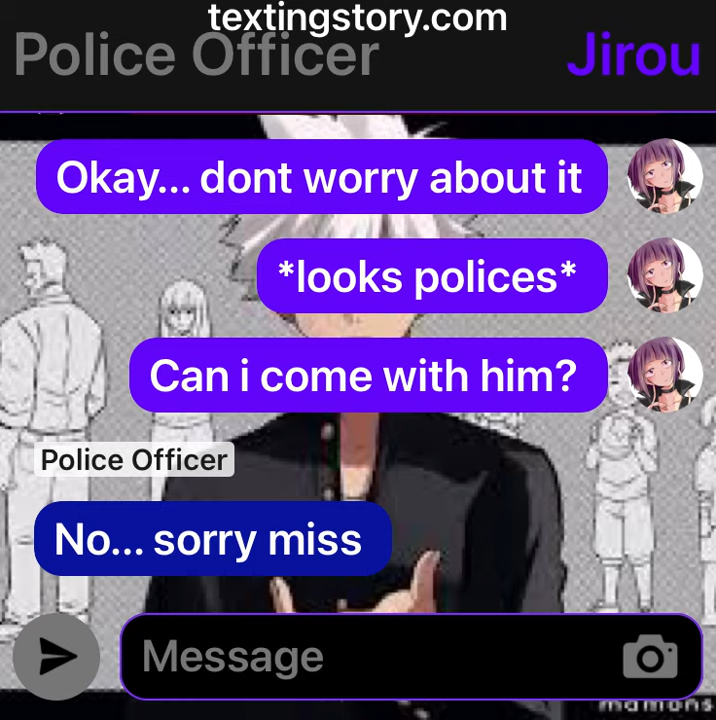 textingstory.com
Police Officer
Jirou
Okay... dont worry about it
*looks polices*
Can i come with him?
Police Officer
No... sorry miss
Message
mamons